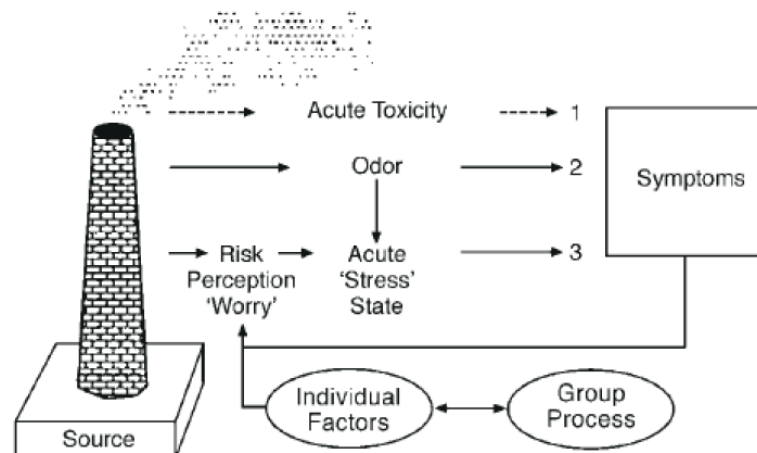 Acute Toxicity 1
Odor 2
Symptoms
Risk Perception 'Worry'
Acute 'Stress' State
3
Individual Factors
Group Process
Source